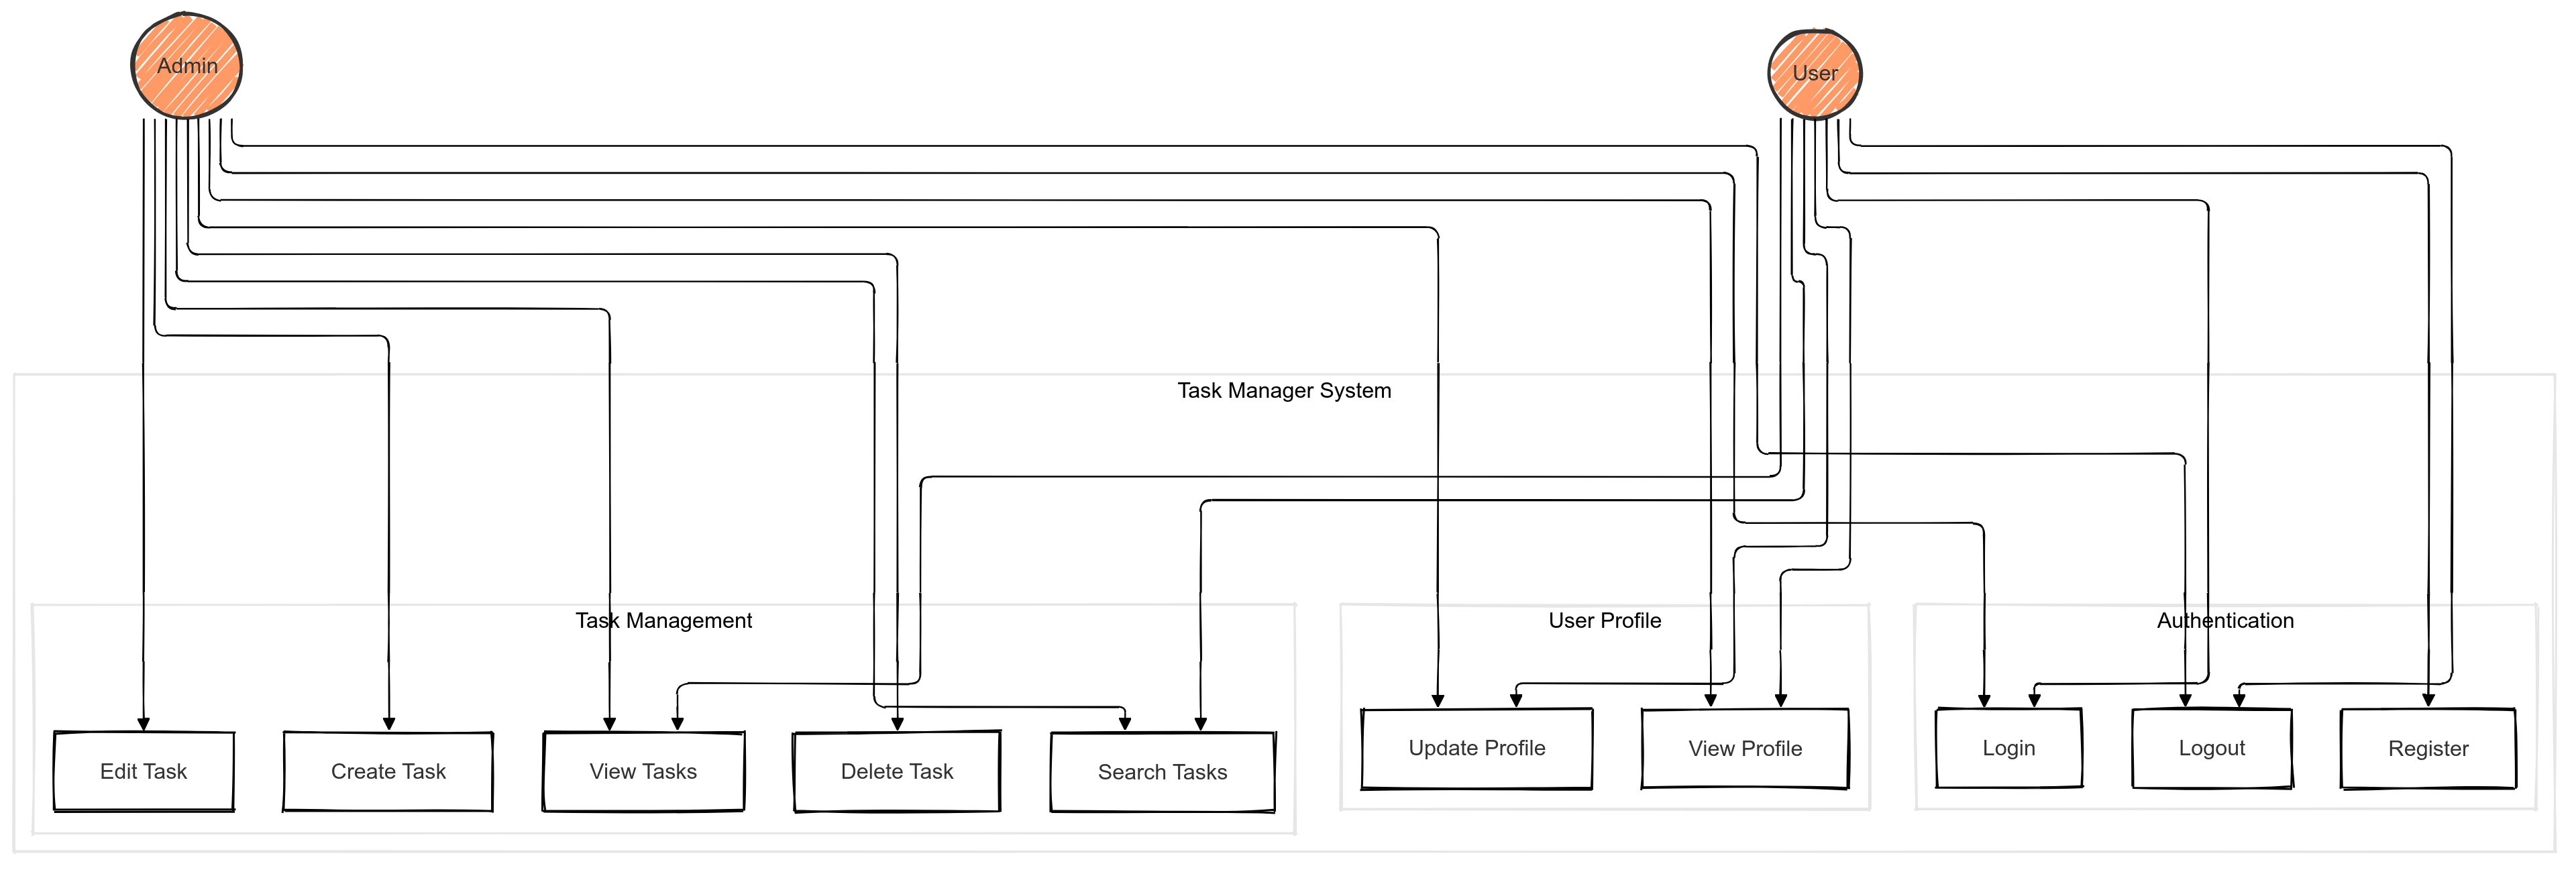 Admin
User
Task Manager System
Task Management
User Profile
Authentication
Edit Task
Create Task
View Tasks
Delete Task
Search Tasks
Update Profile
View Profile
Login
Logout
Register